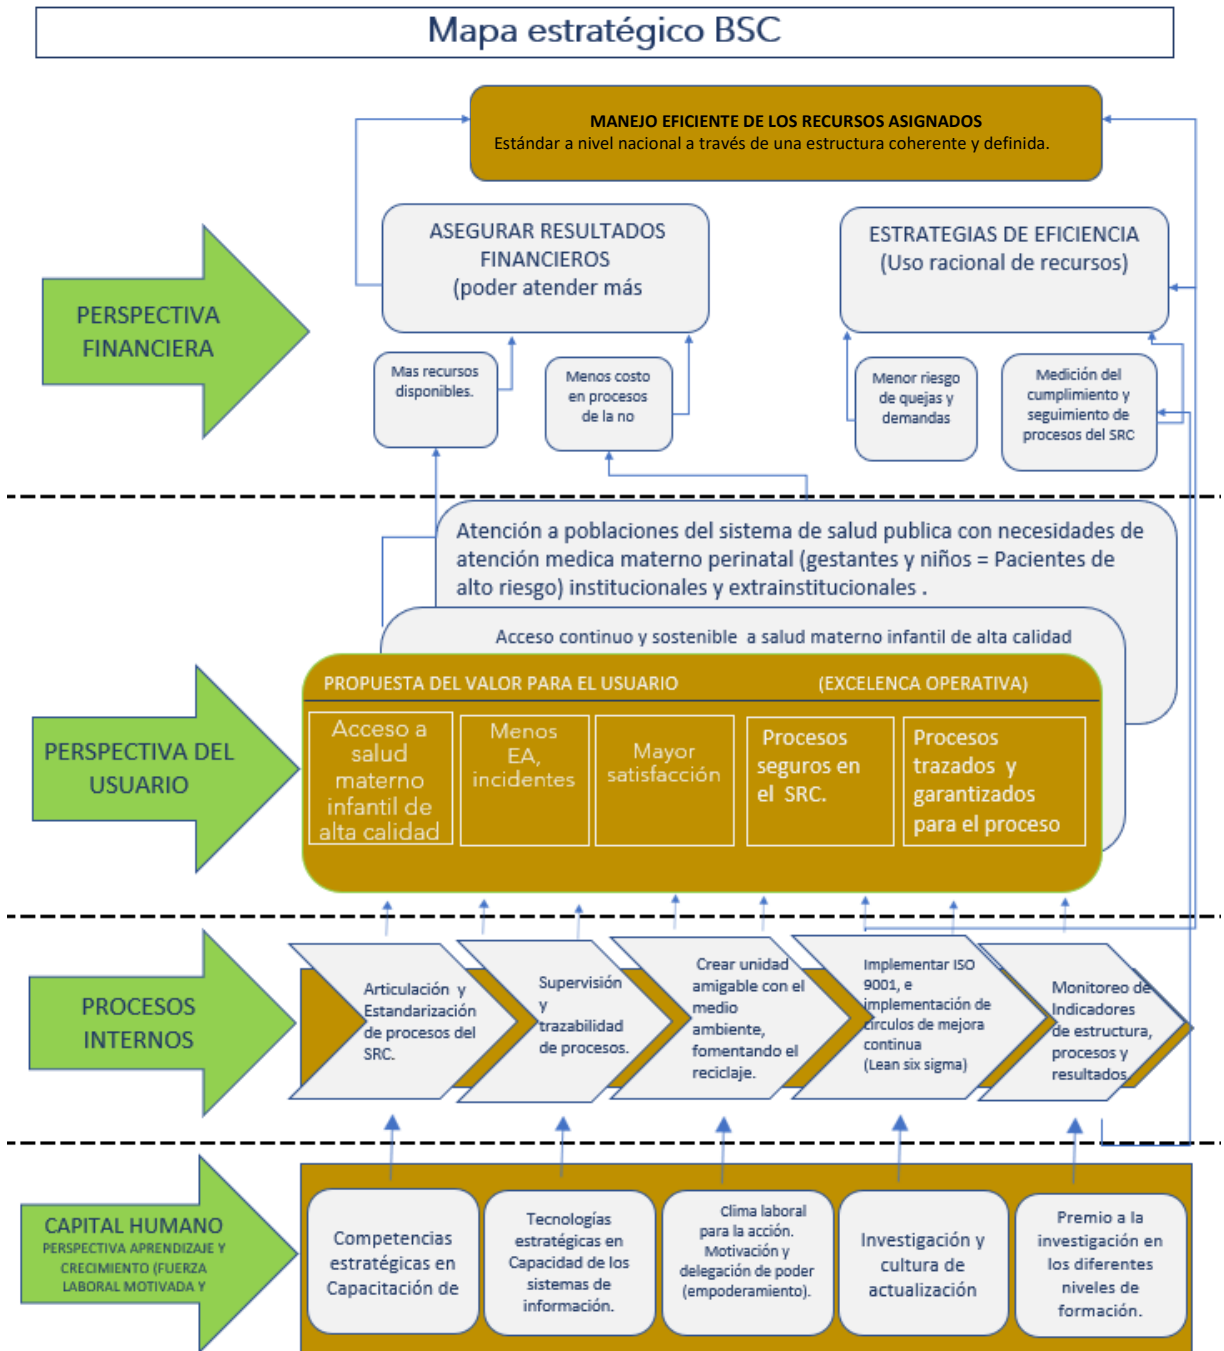 Mapa estratégico BSC
MANEJO EFICIENTE DE LOS RECURSOS ASIGNADOS
Estándar a nivel nacional a través de una estructura coherente y definida.
PERSPECTIVA
FINANCIERA
ASEGURAR RESULTADOS
FINANCIEROS
(poder atender más
ESTRATEGIAS DE EFICIENCIA
(Uso racional de recursos)
Mas recursos
disponibles.
Menos costo
en procesos
de la no
Menor riesgo
de quejas y
demandas
Medición del
cumplimiento y
seguimiento de
procesos del SRC
Atención a poblaciones del sistema de salud publica con necesidades de
atención medica materno perinatal (gestantes y niños = Pacientes de
alto riesgo) institucionales y extrainstitucionales .
Acceso continuo y sostenible a salud materno infantil de alta calidad
PERSPECTIVA DEL
USUARIO
PROPUESTA DEL VALOR PARA EL USUARIO
(EXCELENCA OPERATIVA)
Acceso a
salud
materno
infantil de
alta calidad
Menos
EA,
incidentes
Mayor
satisfacción
Procesos
seguros en
el SRC.
Procesos
trazados y
garantizados
para el proceso
PROCESOS
INTERNOS
Articulación y
Estandarización
de procesos del
SRC.
Supervisión
y
trazabilidad
de procesos.
Crear unidad
amigable con el
medio
ambiente,
fomentando el
reciclaje.
Implementar ISO
9001, e
implementación de
círculos de mejora
continua
(Lean six sigma)
Monitoreo de
Indicadores
de estructura,
procesos y
resultados.
CAPITAL HUMANO
PERSPECTIVA APRENDIZAJE Y
CRECIMIENTO (FUERZA
LABORAL MOTIVADA Y
Competencias
estratégicas en
Capacitación de
Tecnologías
estratégicas en
Capacidad de los
sistemas de
información.
Clima laboral
para la acción.
Motivación y
delegación de poder
(empoderamiento).
Investigación y
cultura de
actualización
Premio a la
investigación en
los diferentes
niveles de
formación.